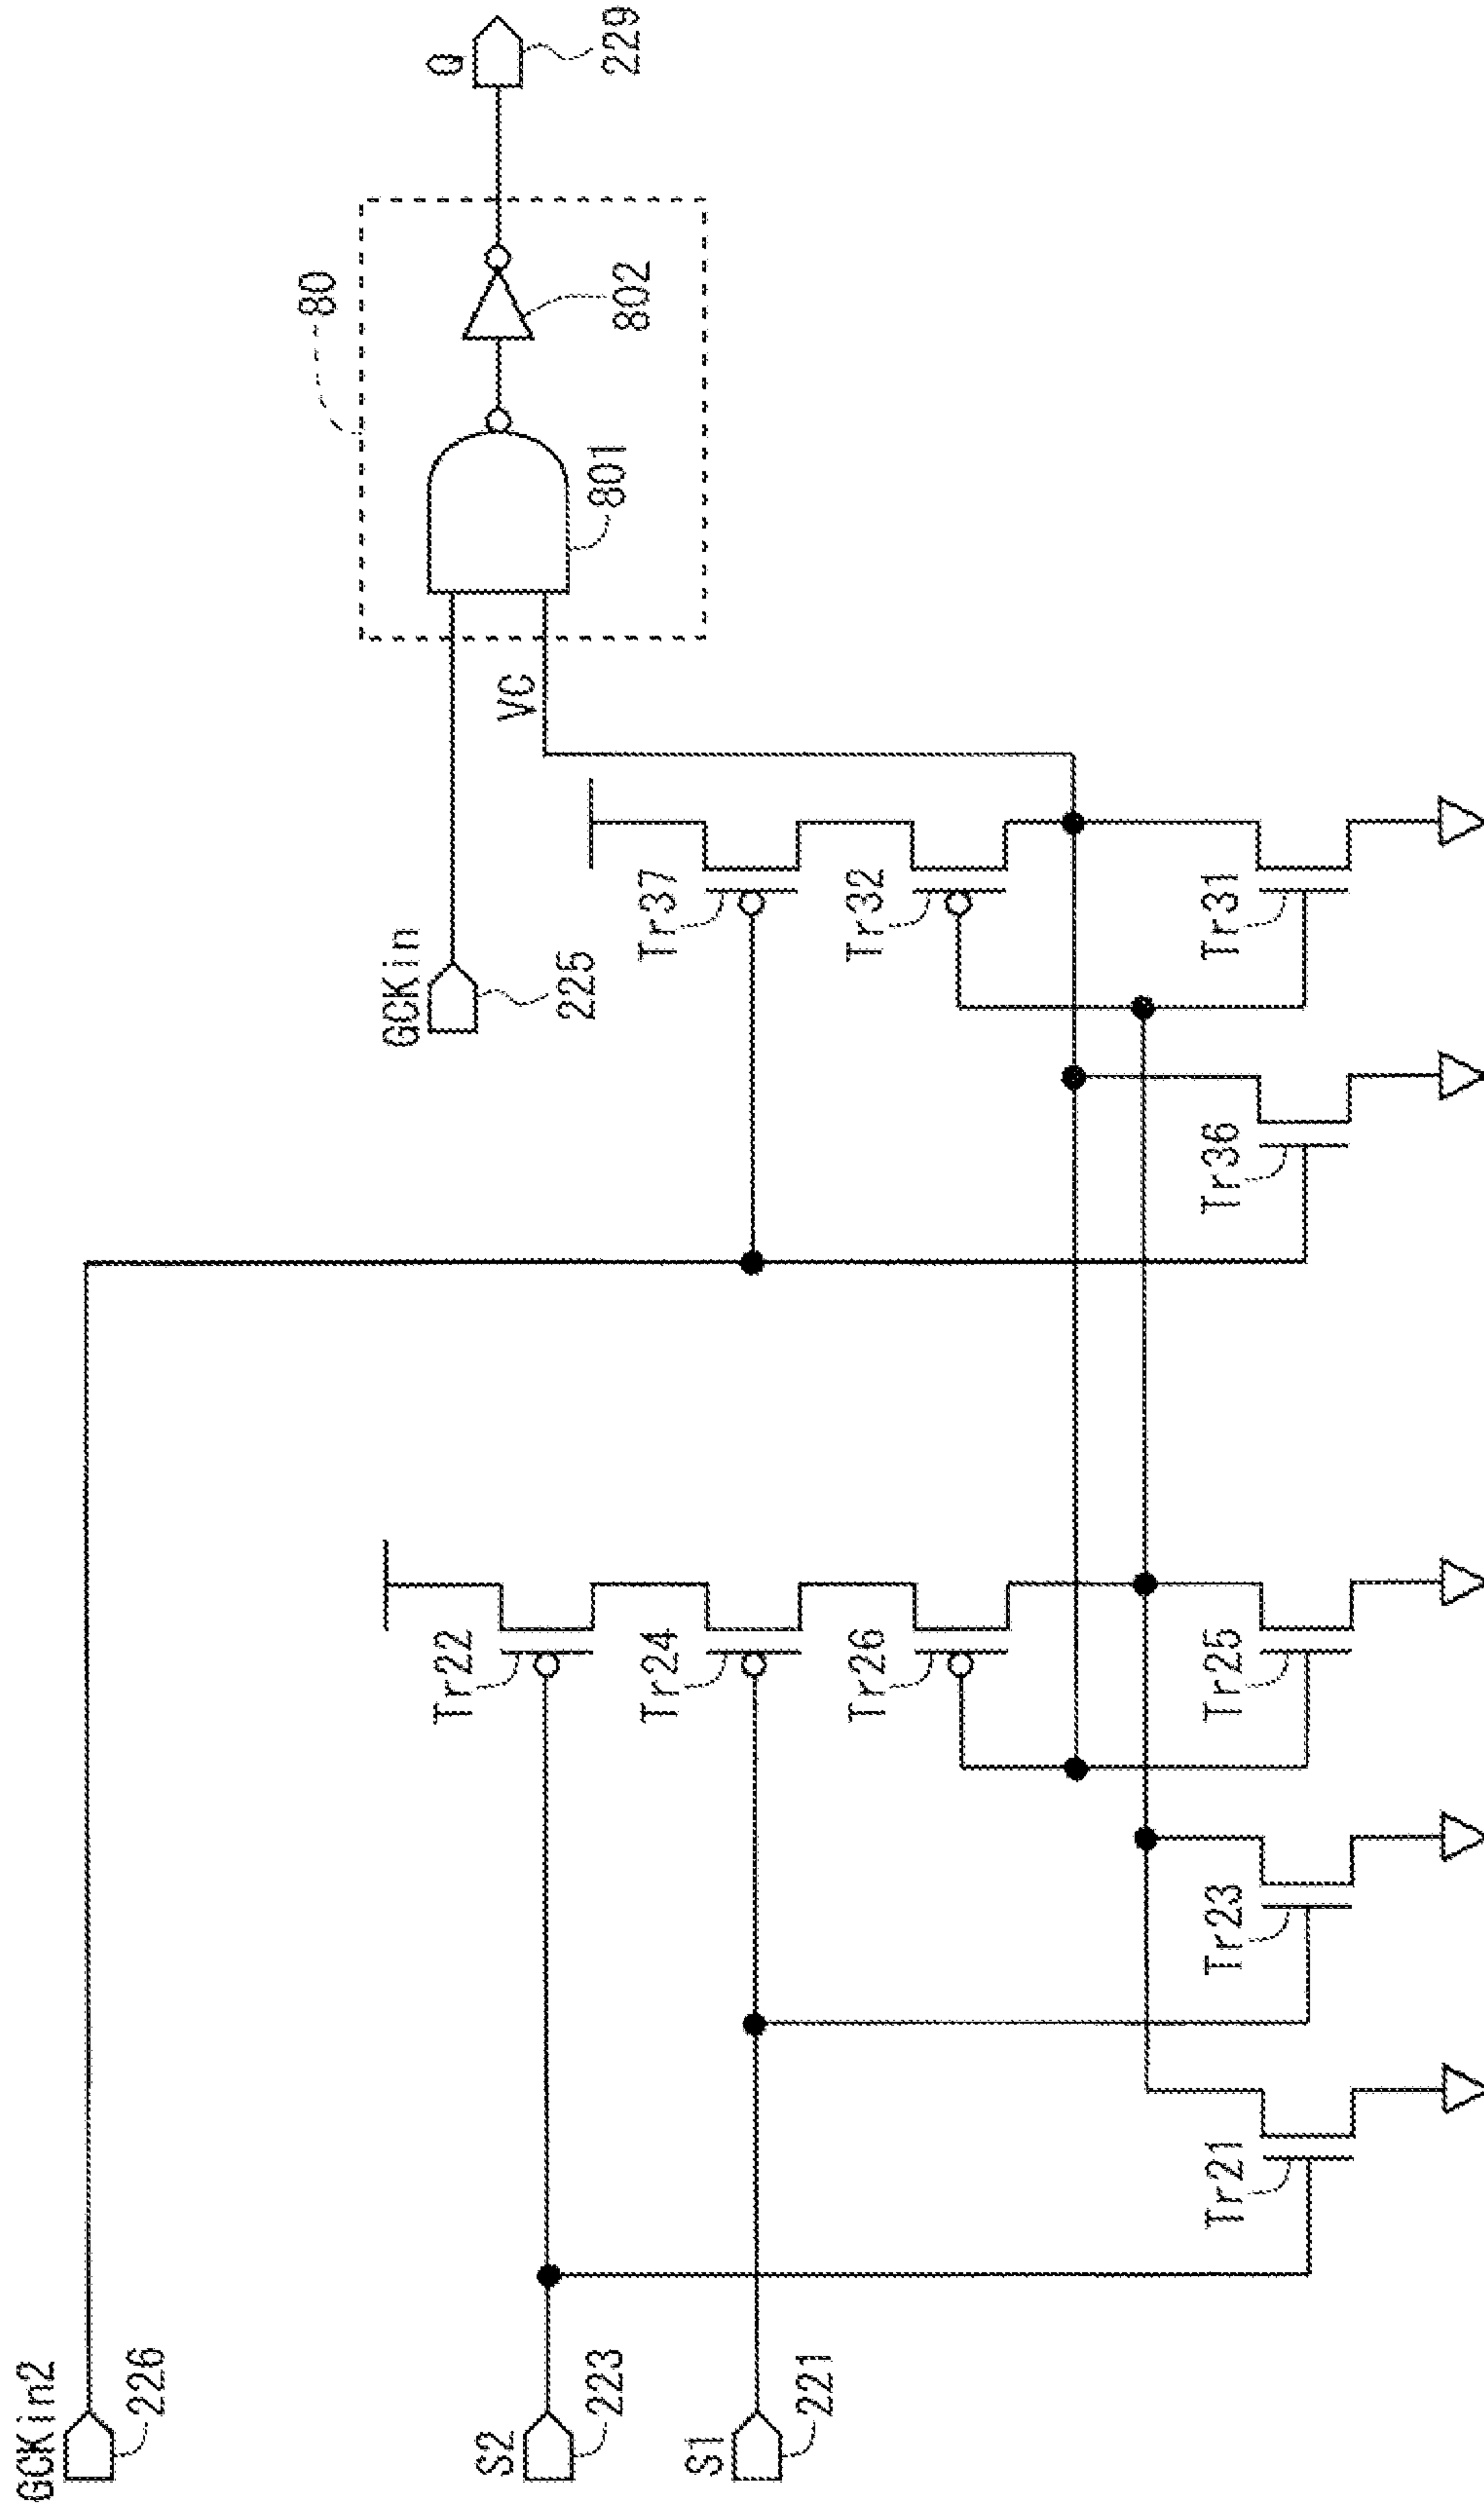 GCKin2
226
S2
223
S1
221
Tr22
Tr24
Tr26
Tr25
Tr23
Tr21
GCKin
225
Tr37
Tr32
Tr31
Tr36
VC
80
801
802
Q
229